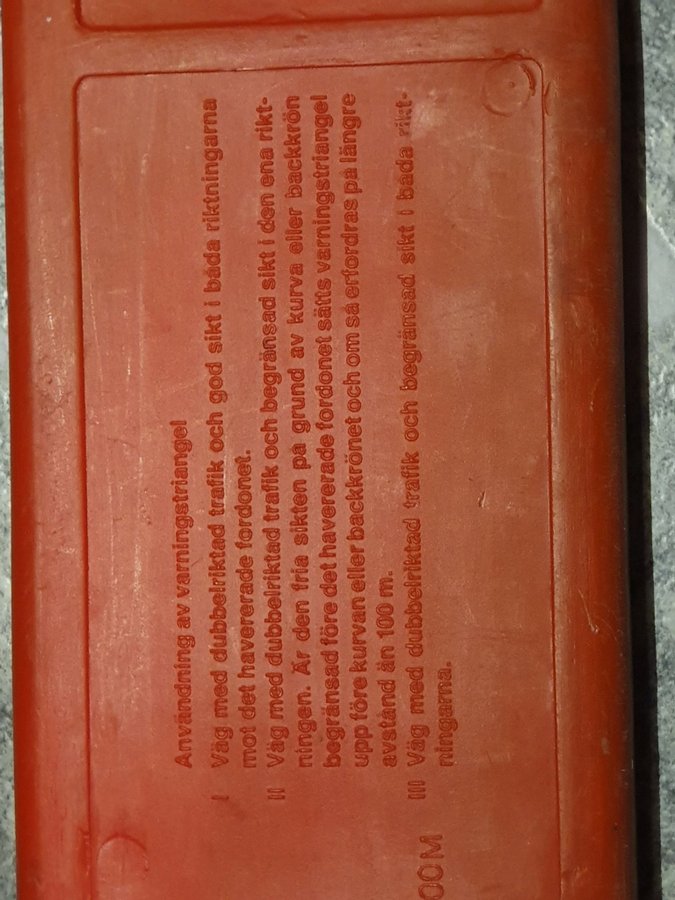 Användning av varningstriangel
I Väg med dubbelriktad trafik och god sikt i båda riktningarna
mot det havererade fordonet.
II Väg med dubbelriktad trafik och begränsad sikt i den ena rikt-
ningen. Är den fria sikten på grund av kurva eller backkrön
begränsad före det havererade fordonet sätts varningstriangel
upp före kurvan eller backkrönet och om så erfordras på längre
avstånd än 100 m.
III Väg med dubbelriktad trafik och begränsad sikt i båda rikt-
ningarna.
00M